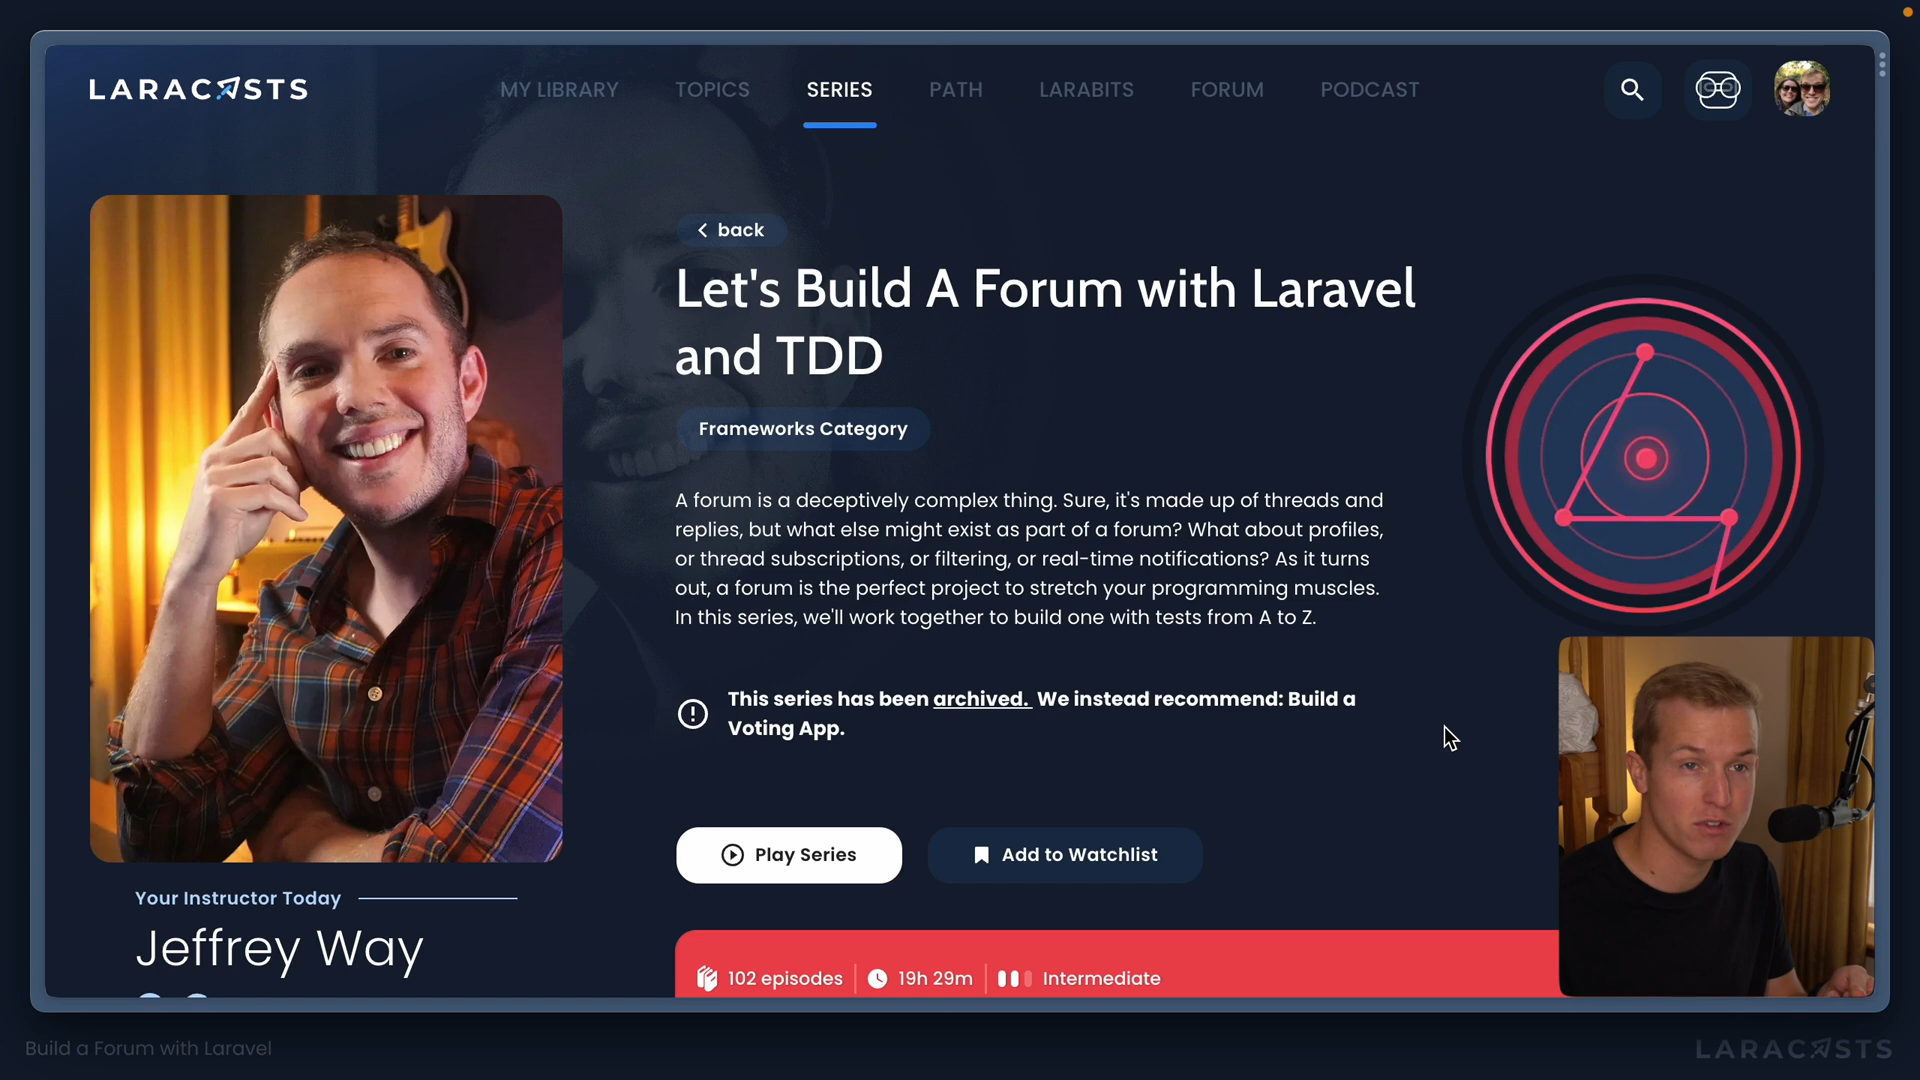 LARACASTS
MY LIBRARY
TOPICS
SERIES
PATH
LARABITS
FORUM
PODCAST
back
Let's Build A Forum with Laravel
and TDD
Frameworks Category
A forum is a deceptively complex thing. Sure, it's made up of threads and
replies, but what else might exist as part of a forum? What about profiles,
or thread subscriptions, or filtering, or real-time notifications? As it turns
out, a forum is the perfect project to stretch your programming muscles.
In this series, we'll work together to build one with tests from A to Z.
This series has been archived. We instead recommend: Build a
Voting App.
Play Series
Add to Watchlist
Your Instructor Today
Jeffrey Way
102 episodes
19h 29m
Intermediate
Build a Forum with Laravel
LARACASTS